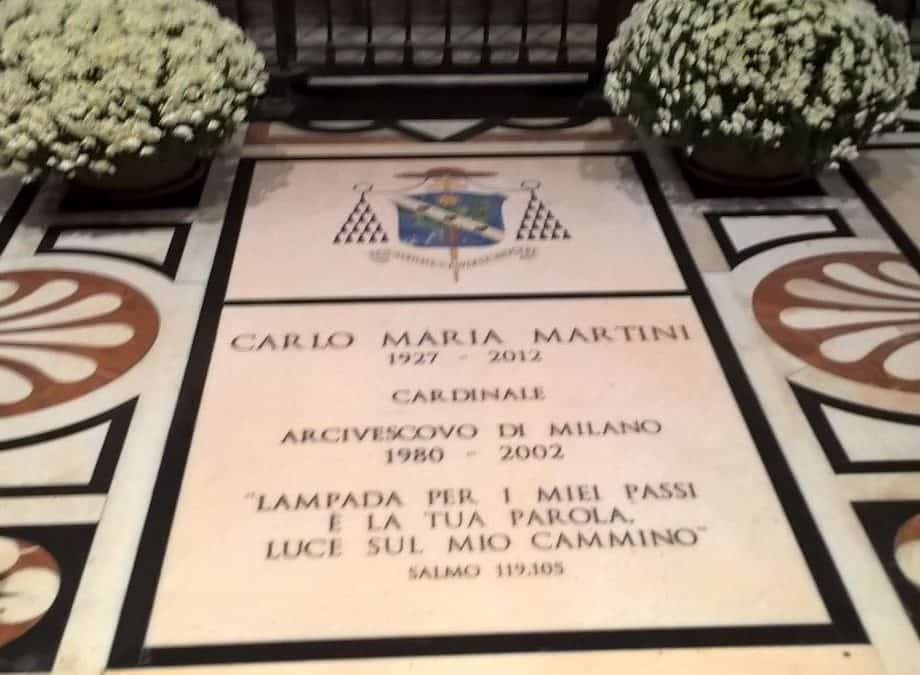 CARLO MARIA MARTINI
1927 - 2012
CARDINALE
ARCIVESCOVO DI MILANO
1980 - 2002
"LAMPADA PER I MIEI PASSI
È LA TUA PAROLA,
LUCE SUL MIO CAMMINO"
SALMO 119,105